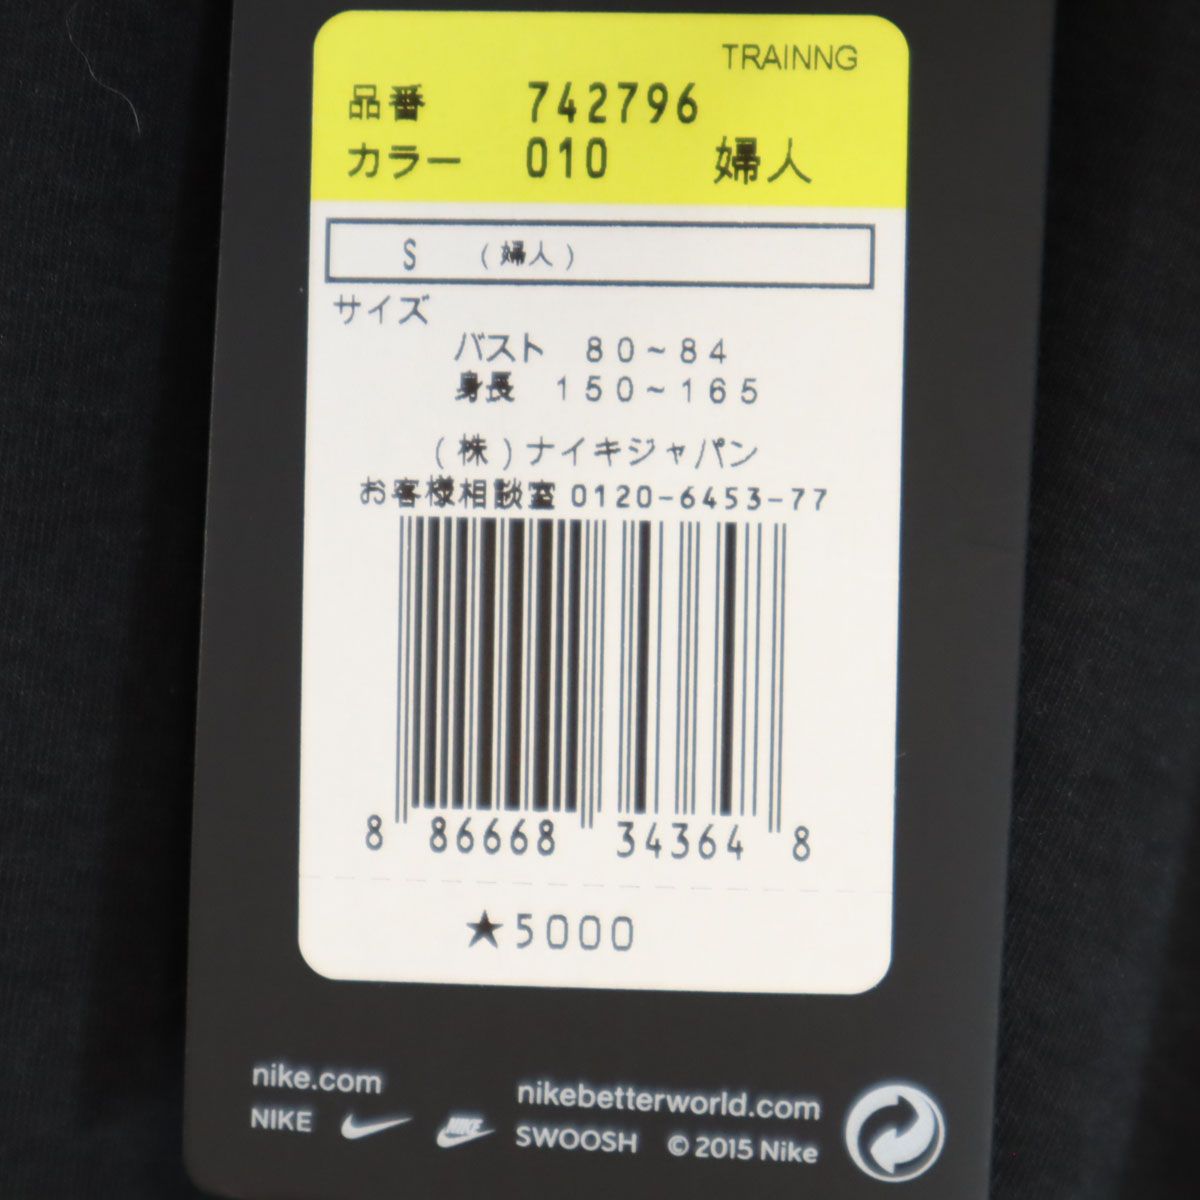 TRAINNG
品番 742796
カラー 010 婦人
S (婦人)
サイズ
バスト 80~84
身長 150~165
(株)ナイキジャパン
お客様相談室 0120-6453-77
8 86668 34364 8
★5000
nike.com
nikebetterworld.com
NIKE NIKE SWOOSH © 2015 Nike